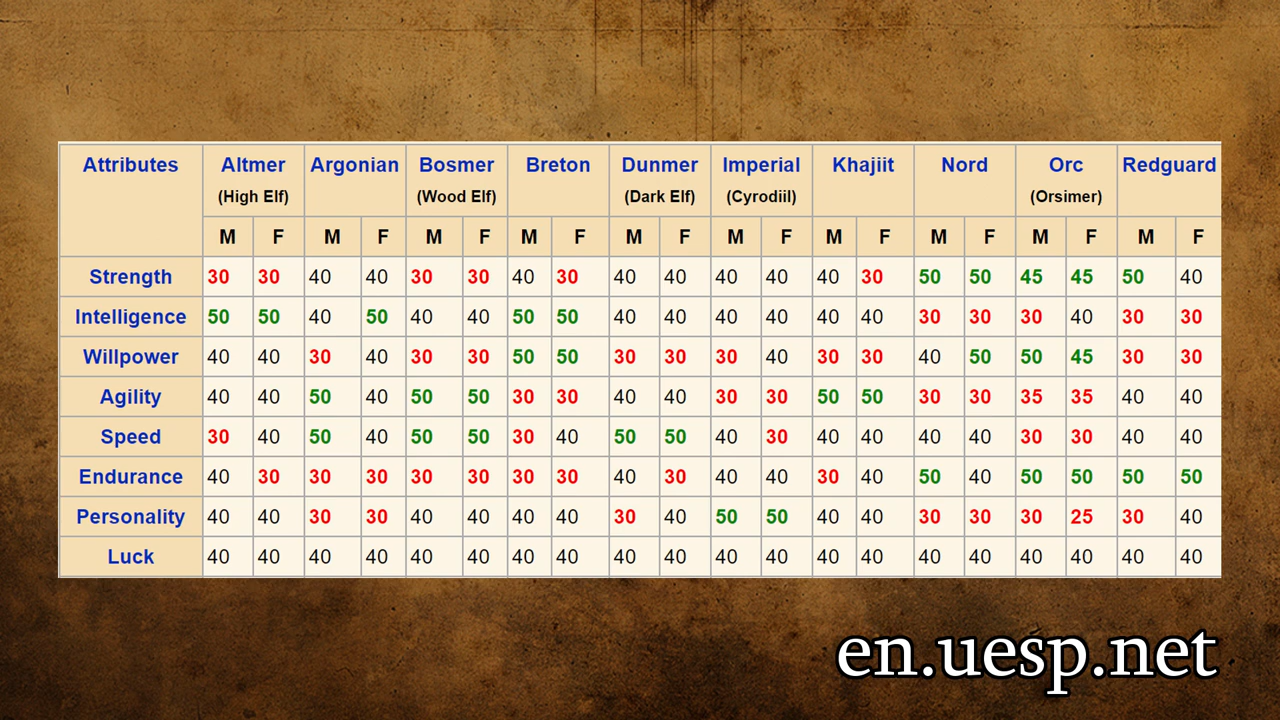 Attributes Altmer Argonian Bosmer Breton Dunmer Imperial Khajiit Nord Orc Redguard
(High Elf) (Wood Elf) (Dark Elf) (Cyrodiil) (Orsimer)
M F M F M F M F M F M F M F M F M F M F
Strength 30 30 40 40 30 30 40 30 40 40 40 40 40 30 50 50 45 45 50 40
Intelligence 50 50 40 50 40 40 50 50 40 40 40 40 40 40 30 30 30 40 30 30
Willpower 40 40 30 40 30 30 50 50 30 30 30 40 30 30 40 50 50 45 30 30
Agility 40 40 50 40 50 50 30 30 40 40 30 30 50 50 30 30 35 35 40 40
Speed 30 40 50 40 50 50 30 40 50 50 40 30 40 40 40 40 30 30 40 40
Endurance 40 30 30 30 30 30 30 30 40 30 40 40 30 40 50 40 50 50 50 50
Personality 40 40 30 30 40 40 40 40 30 40 50 50 40 40 30 30 30 25 30 40
Luck 40 40 40 40 40 40 40 40 40 40 40 40 40 40 40 40 40 40 40 40
en.uesp.net